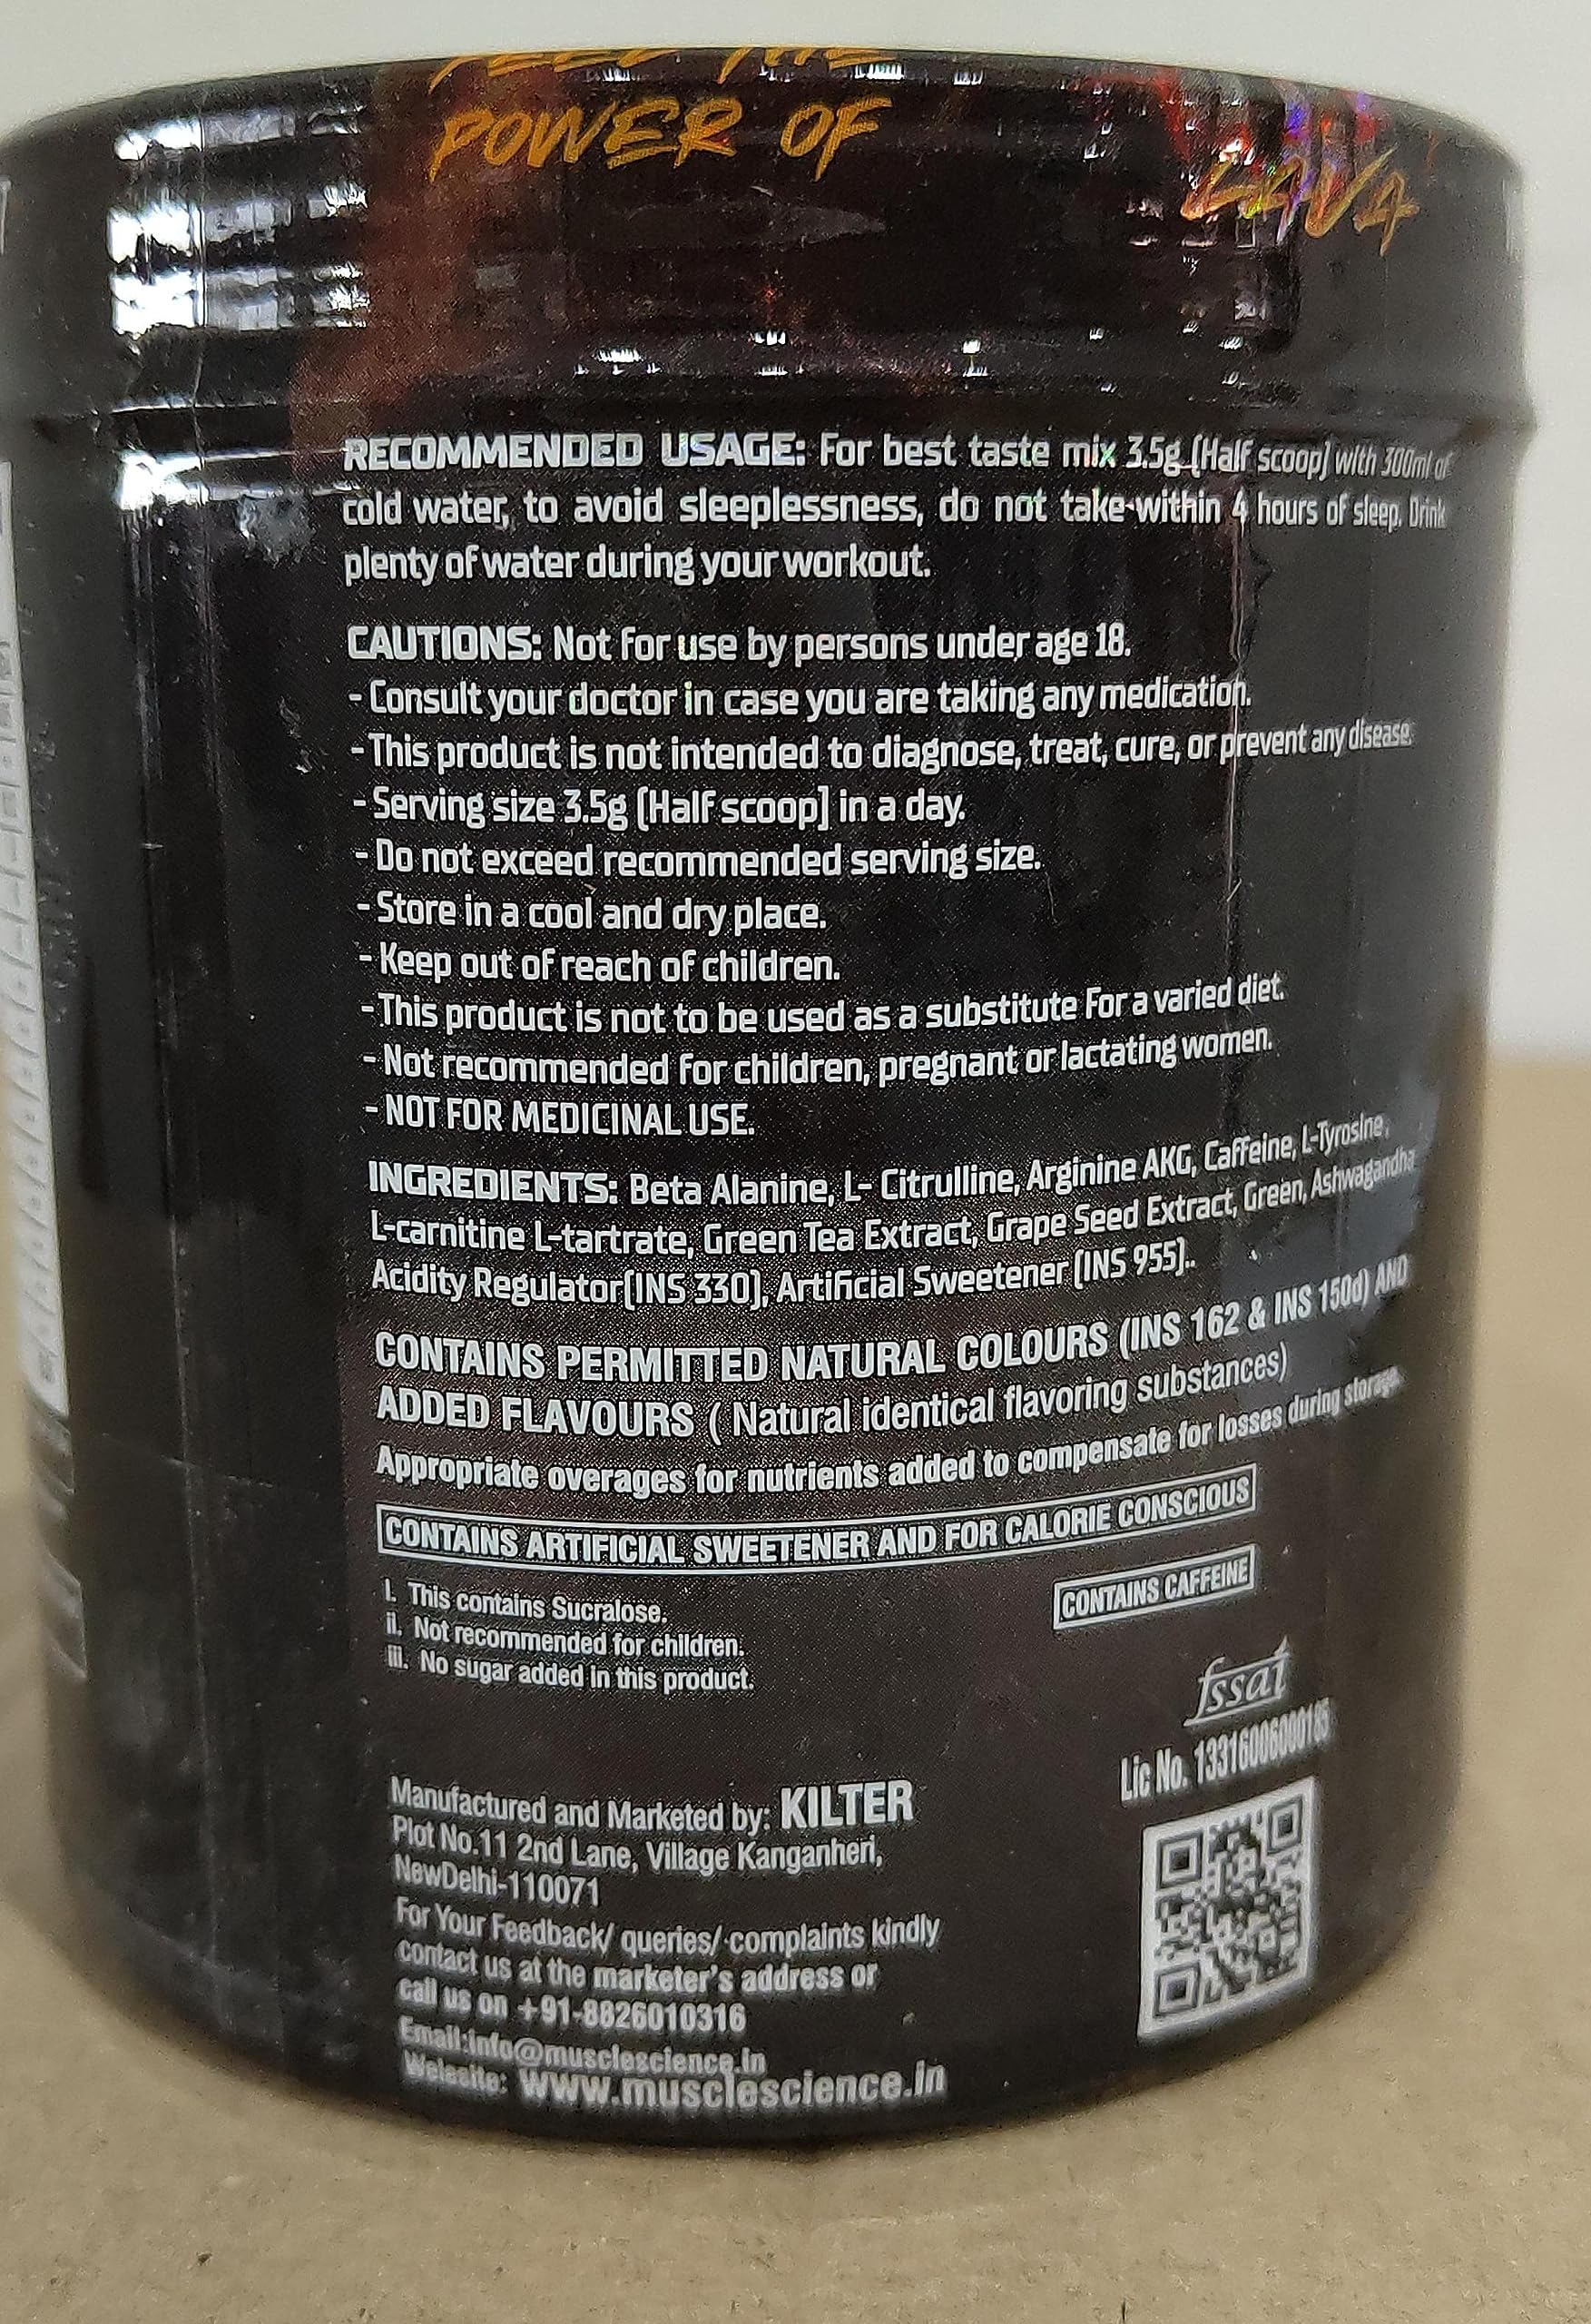 FEEL THE
POWER OF
LAVA
RECOMMENDED USAGE: For best taste mix 3.5g (Half scoop) with 300ml of
cold water, to avoid sleeplessness, do not take within 4 hours of sleep. Drink
plenty of water during your workout.
CAUTIONS: Not for use by persons under age 18.
- Consult your doctor in case you are taking any medication.
- This product is not intended to diagnose, treat, cure, or prevent any disease.
- Serving size 3.5g (Half scoop) in a day.
- Do not exceed recommended serving size.
- Store in a cool and dry place.
- Keep out of reach of children.
- This product is not to be used as a substitute For a varied diet.
- Not recommended for children, pregnant or lactating women.
- NOT FOR MEDICINAL USE.
INGREDIENTS: Beta Alanine, L- Citrulline, Arginine AKG, Caffeine, L-Tyrosine,
L-carnitine L-tartrate, Green Tea Extract, Grape Seed Extract, Green, Ashwagandha
Acidity Regulator(INS 330), Artificial Sweetener (INS 955)..
CONTAINS PERMITTED NATURAL COLOURS (INS 162 & INS 150d) AND
ADDED FLAVOURS ( Natural identical flavoring substances)
Appropriate overages for nutrients added to compensate for losses during storage.
CONTAINS ARTIFICIAL SWEETENER AND FOR CALORIE CONSCIOUS
CONTAINS CAFFEINE
i. This contains Sucralose.
ii. Not recommended for children.
iii. No sugar added in this product.
fssai
Lic No. 13316006000185
Manufactured and Marketed by: KILTER
Plot No.11 2nd Lane, Village Kanganheri,
NewDelhi-110071
For Your Feedback/ queries/ complaints kindly
contact us at the marketer's address or
call us on +91-8826010316
Email:info@musclescience.in
Welesite: www.musclescience.in